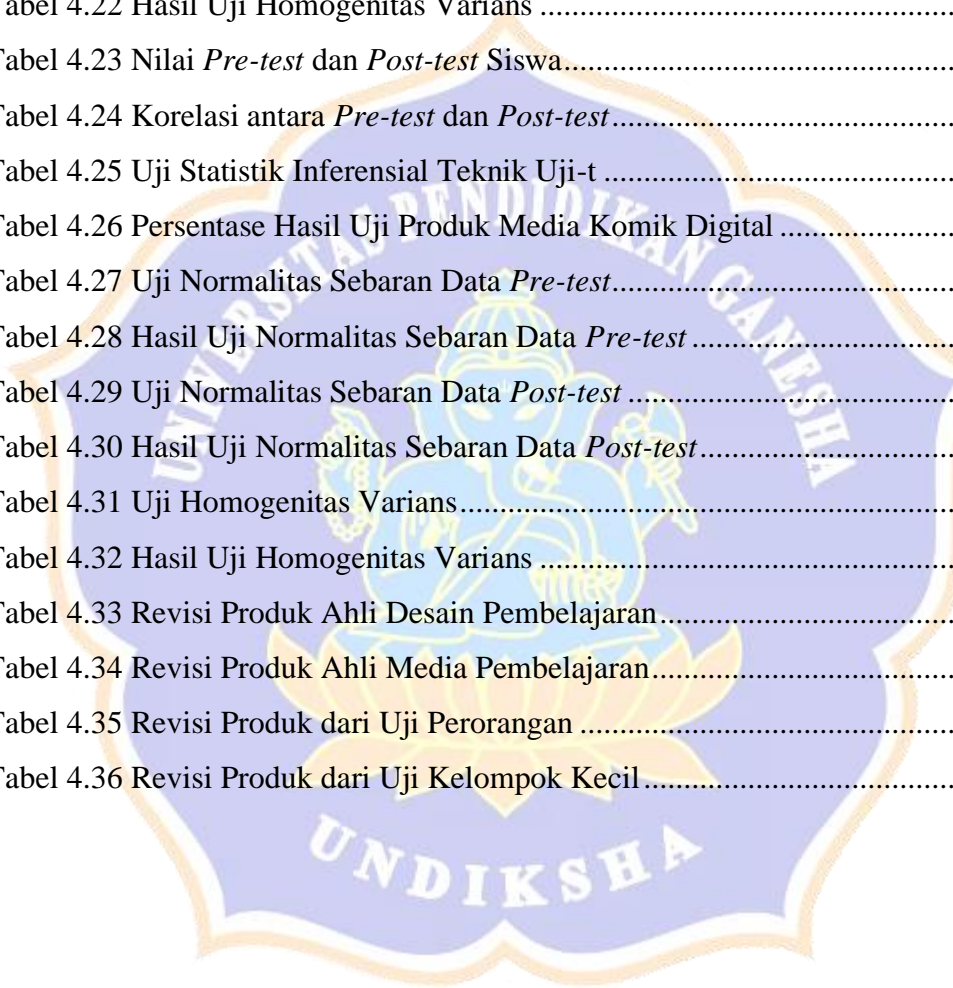 Tabel 4.22 Hasil Uji Homogenitas Varians ....................................................
Tabel 4.23 Nilai Pre-test dan Post-test Siswa....................................................
Tabel 4.24 Korelasi antara Pre-test dan Post-test..............................................
Tabel 4.25 Uji Statistik Inferensial Teknik Uji-t ..............................................
Tabel 4.26 Persentase Hasil Uji Produk Media Komik Digital ..................
Tabel 4.27 Uji Normalitas Sebaran Data Pre-test..............................................
Tabel 4.28 Hasil Uji Normalitas Sebaran Data Pre-test ..................................
Tabel 4.29 Uji Normalitas Sebaran Data Post-test ...........................................
Tabel 4.30 Hasil Uji Normalitas Sebaran Data Post-test.................................
Tabel 4.31 Uji Homogenitas Varians.................................................................
Tabel 4.32 Hasil Uji Homogenitas Varians .......................................................
Tabel 4.33 Revisi Produk Ahli Desain Pembelajaran......................................
Tabel 4.34 Revisi Produk Ahli Media Pembelajaran.......................................
Tabel 4.35 Revisi Produk dari Uji Perorangan .................................................
Tabel 4.36 Revisi Produk dari Uji Kelompok Kecil........................................
UNIVERSITAS PENDIDIKAN GANESHA
UNDIKSHA